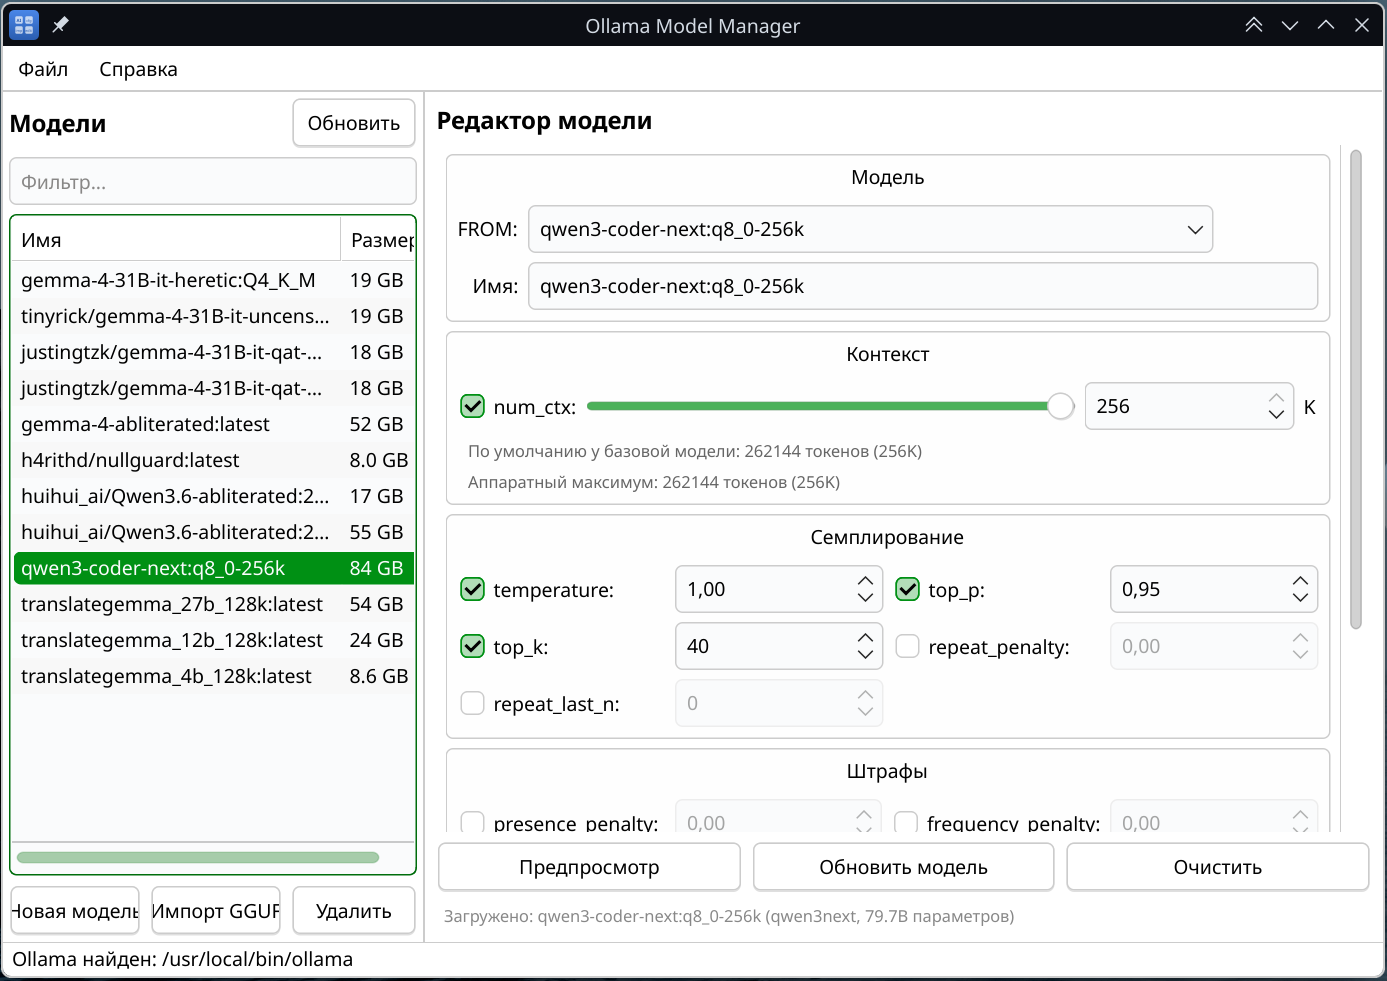 Ollama Model Manager
Файл Справка
Модели
Обновить
Фильтр...
Имя Размер
gemma-4-31B-it-heretic:Q4_K_M 19 GB
tinyrick/gemma-4-31B-it-uncens... 19 GB
justingtzk/gemma-4-31B-it-qat-... 18 GB
justingtzk/gemma-4-31B-it-qat-... 18 GB
gemma-4-abliterated:latest 52 GB
h4rithd/nullguard:latest 8.0 GB
huihui_ai/Qwen3.6-abliterated:2... 17 GB
huihui_ai/Qwen3.6-abliterated:2... 55 GB
qwen3-coder-next:q8_0-256k 84 GB
translategemma_27b_128k:latest 54 GB
translategemma_12b_128k:latest 24 GB
translategemma_4b_128k:latest 8.6 GB
Новая модель Импорт GGUF Удалить
Редактор модели
Модель
FROM: qwen3-coder-next:q8_0-256k
Имя: qwen3-coder-next:q8_0-256k
Контекст
num_ctx: 256 K
По умолчанию у базовой модели: 262144 токенов (256K)
Аппаратный максимум: 262144 токенов (256K)
Семплирование
temperature: 1,00 top_p: 0,95
top_k: 40 repeat_penalty: 0,00
repeat_last_n: 0
Штрафы
presence_penalty: 0,00 frequency_penalty: 0,00
Предпросмотр Обновить модель Очистить
Загружено: qwen3-coder-next:q8_0-256k (qwen3next, 79.7B параметров)
Ollama найден: /usr/local/bin/ollama